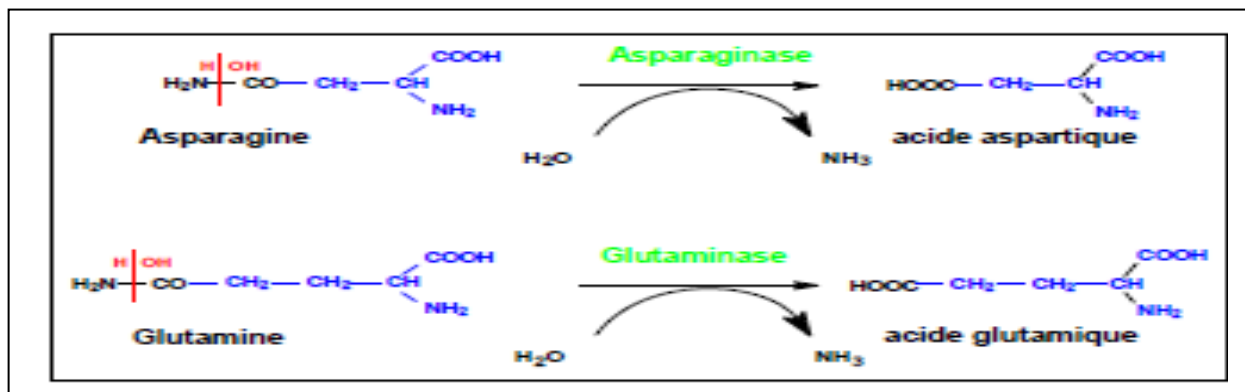 H OH
COOH
Asparaginase
COOH
H₂N—CO—CH₂—CH
HOOC—CH₂—CH
NH₂
NH₂
Asparagine
acide aspartique
H₂O
NH₃
H OH
COOH
Glutaminase
COOH
H₂N—CO—CH₂—CH₂—CH
HOOC—CH₂—CH₂—CH
NH₂
NH₂
Glutamine
acide glutamique
H₂O
NH₃